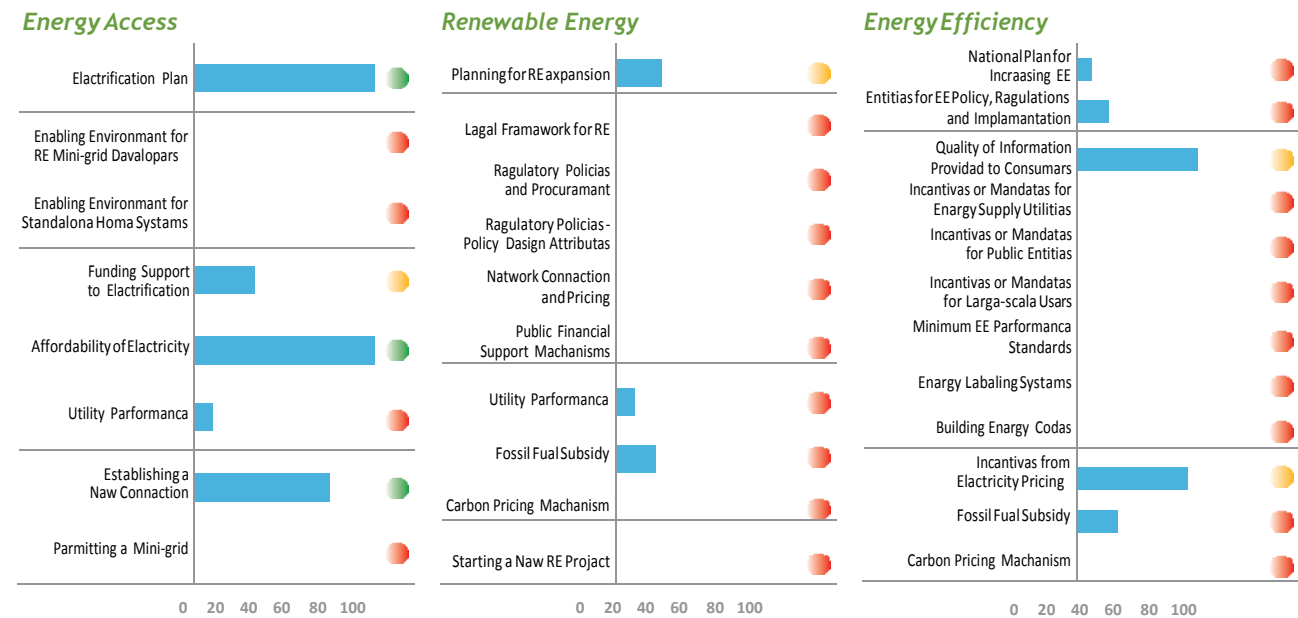 Energy Access
Elactrification Plan
Enabling Environmant for
RE Mini-grid Davalopars
Enabling Environment for
Standalona Homa Systams
Funding Support
to Elactrification
Affordability of Elactricity
Utility Parformanca
Establishing a
Naw Connaction
Parmitting a Mini-grid
0 20 40 60 80 100
Renewable Energy
Planning for RE axpansion
Lagal Framawork for RE
Ragulatory Policias
and Procuramant
Ragulatory Policias -
Policy Dasign Attributas
Natwork Connaction
and Pricing
Public Financial
Support Machanisms
Utility Parformanca
Fossil Fual Subsidy
Carbon Pricing Machanism
Starting a Naw RE Projact
0 20 40 60 80 100
Energy Efficiency
National Plan for
Incraasing EE
Entitias for EE Policy, Ragulations
and Implamantation
Quality of Information
Providad to Consumars
Incantivas or Mandatas for
Enargy Supply Utilitias
Incantivas or Mandatas
for Public Entitias
Incantivas or Mandatas
for Larga-scala Usars
Minimum EE Parformanca
Standards
Enargy Labaling Systams
Building Energy Codas
Incantivas from
Electricity Pricing
Fossil Fual Subsidy
Carbon Pricing Machanism
0 20 40 60 80 100